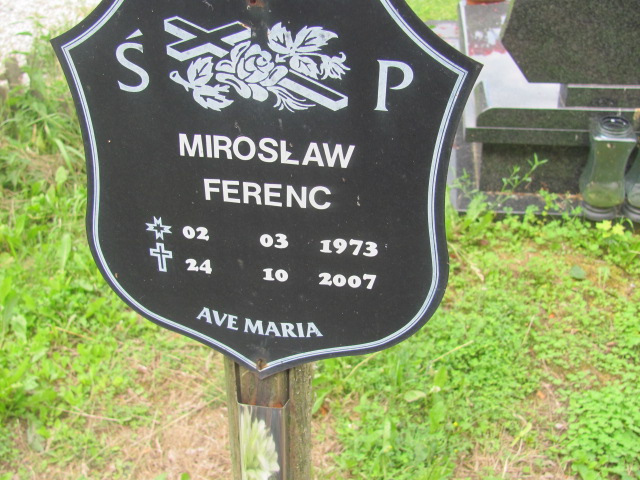 Ś P
MIROSŁAW
FERENC
02 03 1973
24 10 2007
AVE MARIA